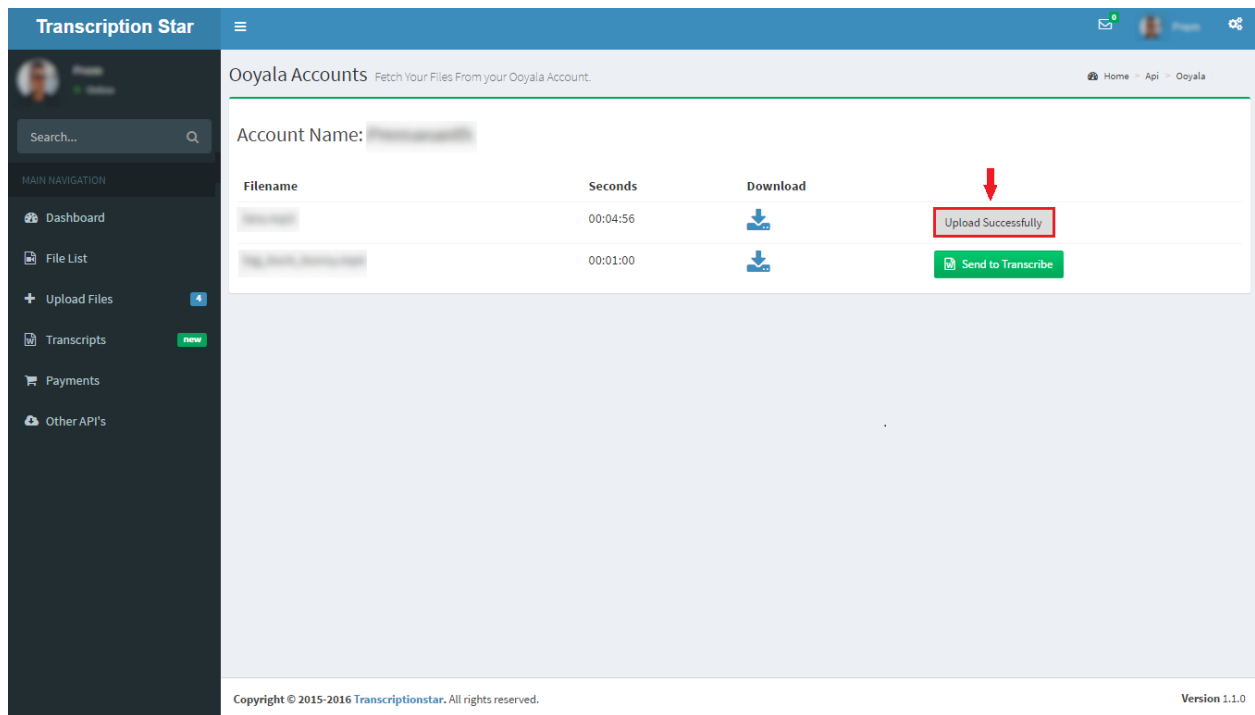 Transcription Star
0
Ooyala Accounts Fetch Your Files From your Ooyala Account.
Home > Api > Ooyala
Search...
Account Name:
MAIN NAVIGATION
Filename Seconds Download
Dashboard
00:04:56 Upload Successfully
File List
00:01:00 Send to Transcribe
Upload Files 4
Transcripts new
Payments
Other API's
Copyright © 2015-2016 Transcriptionstar. All rights reserved.
Version 1.1.0